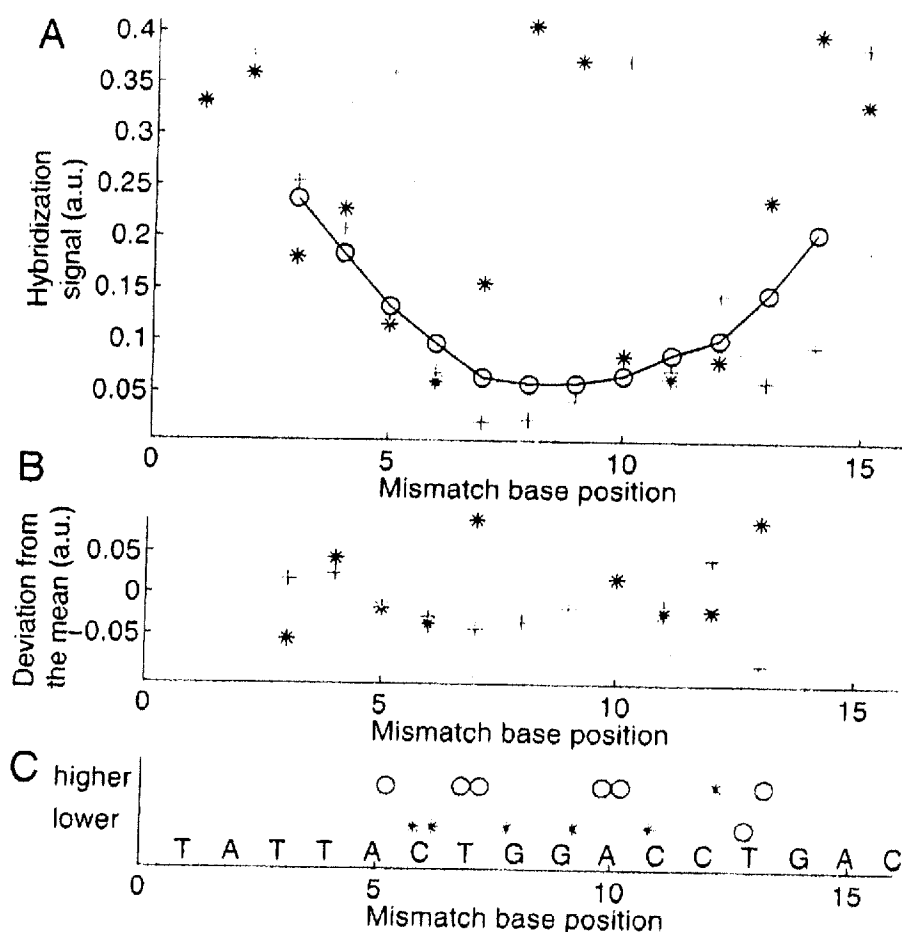 A
0.4
0.35
0.3
0.25
0.2
0.15
0.1
0.05
Hybridization
signal (a.u.)
0 5 10 15
Mismatch base position
B
0.05
0
-0.05
Deviation from
the mean (a.u.)
0 5 10 15
Mismatch base position
C
higher
lower
T A T T A C T G G A C C T G A C
0 5 10 15
Mismatch base position